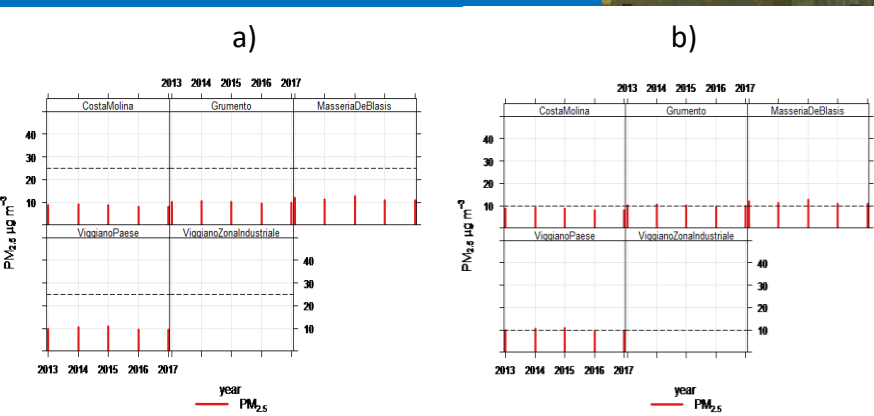 a)
2013 2014 2015 2016 2017
CostaMolina Grumento MasseriaDeBlasis
40
30
20
10
ViggianoPaese ViggianoZonaIndustriale
40
30
20
10
PM2.5 µg m−3
2013 2014 2015 2016 2017
year
PM2.5
b)
2013 2014 2015 2016 2017
CostaMolina Grumento MasseriaDeBlasis
40
30
20
10
ViggianoPaese ViggianoZonaIndustriale
40
30
20
10
PM2.5 µg m−3
2013 2014 2015 2016 2017
year
PM2.5